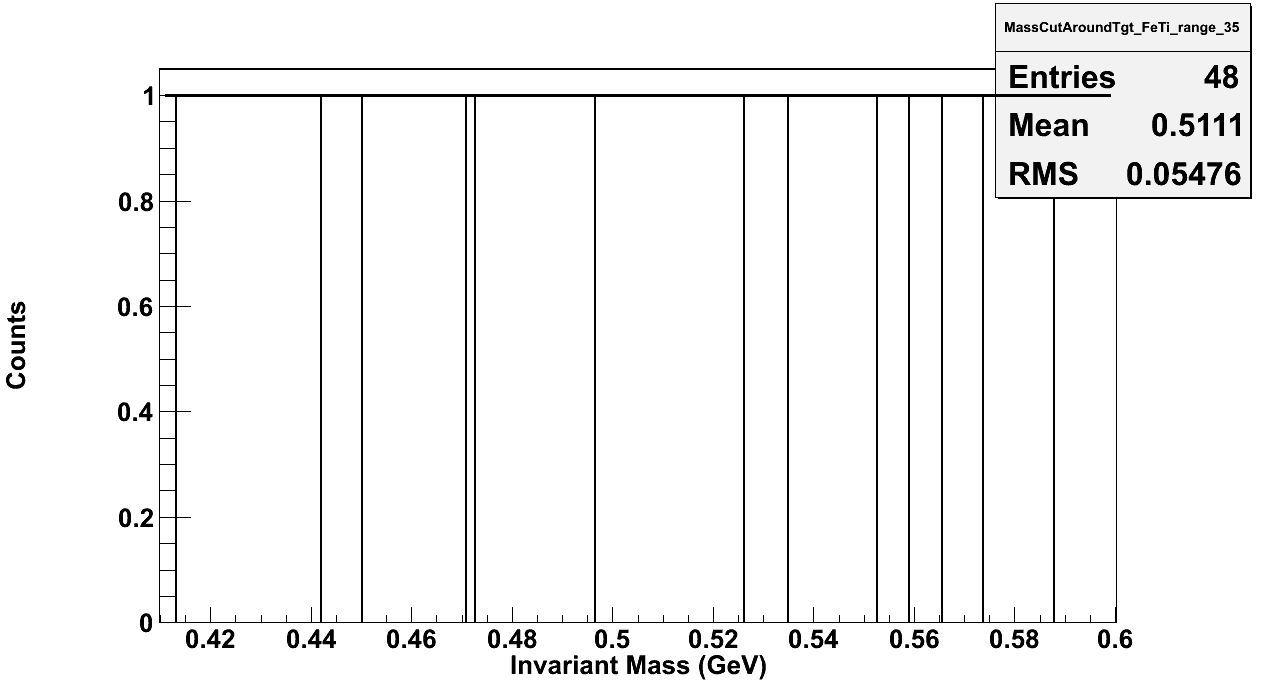 MassCutAroundTgt_FeTi_range_35
Entries 48
Mean 0.5111
RMS 0.05476
1
0.8
0.6
0.4
0.2
0
Counts
0.42 0.44 0.46 0.48 0.5 0.52 0.54 0.56 0.58 0.6
Invariant Mass (GeV)